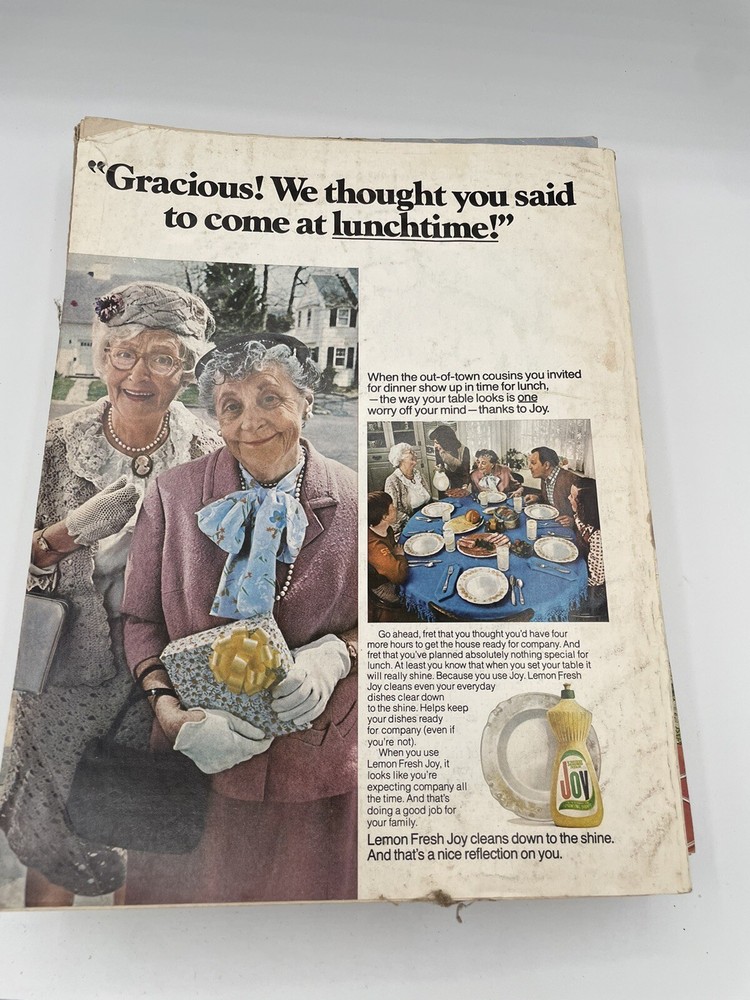 “Gracious! We thought you said
to come at lunchtime!”
When the out-of-town cousins you invited
for dinner show up in time for lunch,
—the way your table looks is one
worry off your mind—thanks to Joy.
Go ahead, fret that you thought you'd have four
more hours to get the house ready for company. And
fret that you've planned absolutely nothing special for
lunch. At least you know that when you set your table it
will really shine. Because you use Joy. Lemon Fresh
Joy cleans even your everyday
dishes clear down
to the shine. Helps keep
your dishes ready
for company (even if
you're not).
When you use
Lemon Fresh Joy, it
looks like you're
expecting company all
the time. And that's
doing a good job for
your family.
JOY
Lemon Fresh Joy cleans down to the shine.
And that's a nice reflection on you.